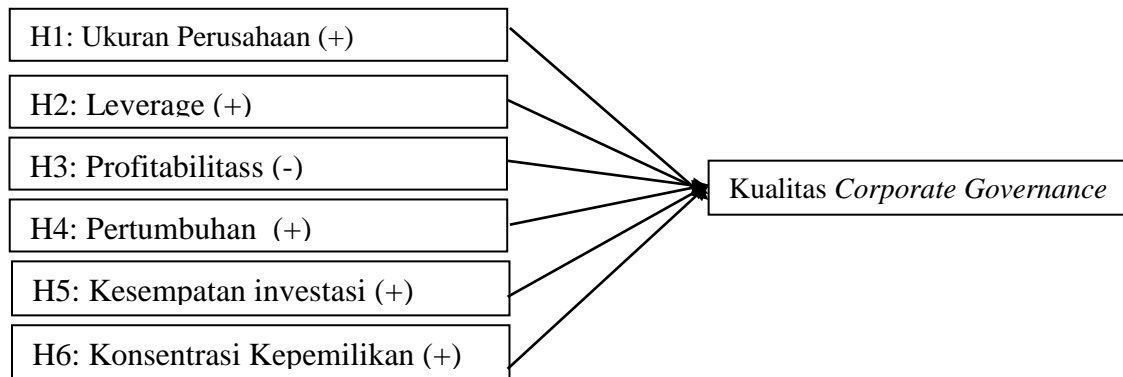 H1: Ukuran Perusahaan (+)
H2: Leverage (+)
H3: Profitabilitass (-)
H4: Pertumbuhan (+)
H5: Kesempatan investasi (+)
H6: Konsentrasi Kepemilikan (+)
Kualitas Corporate Governance